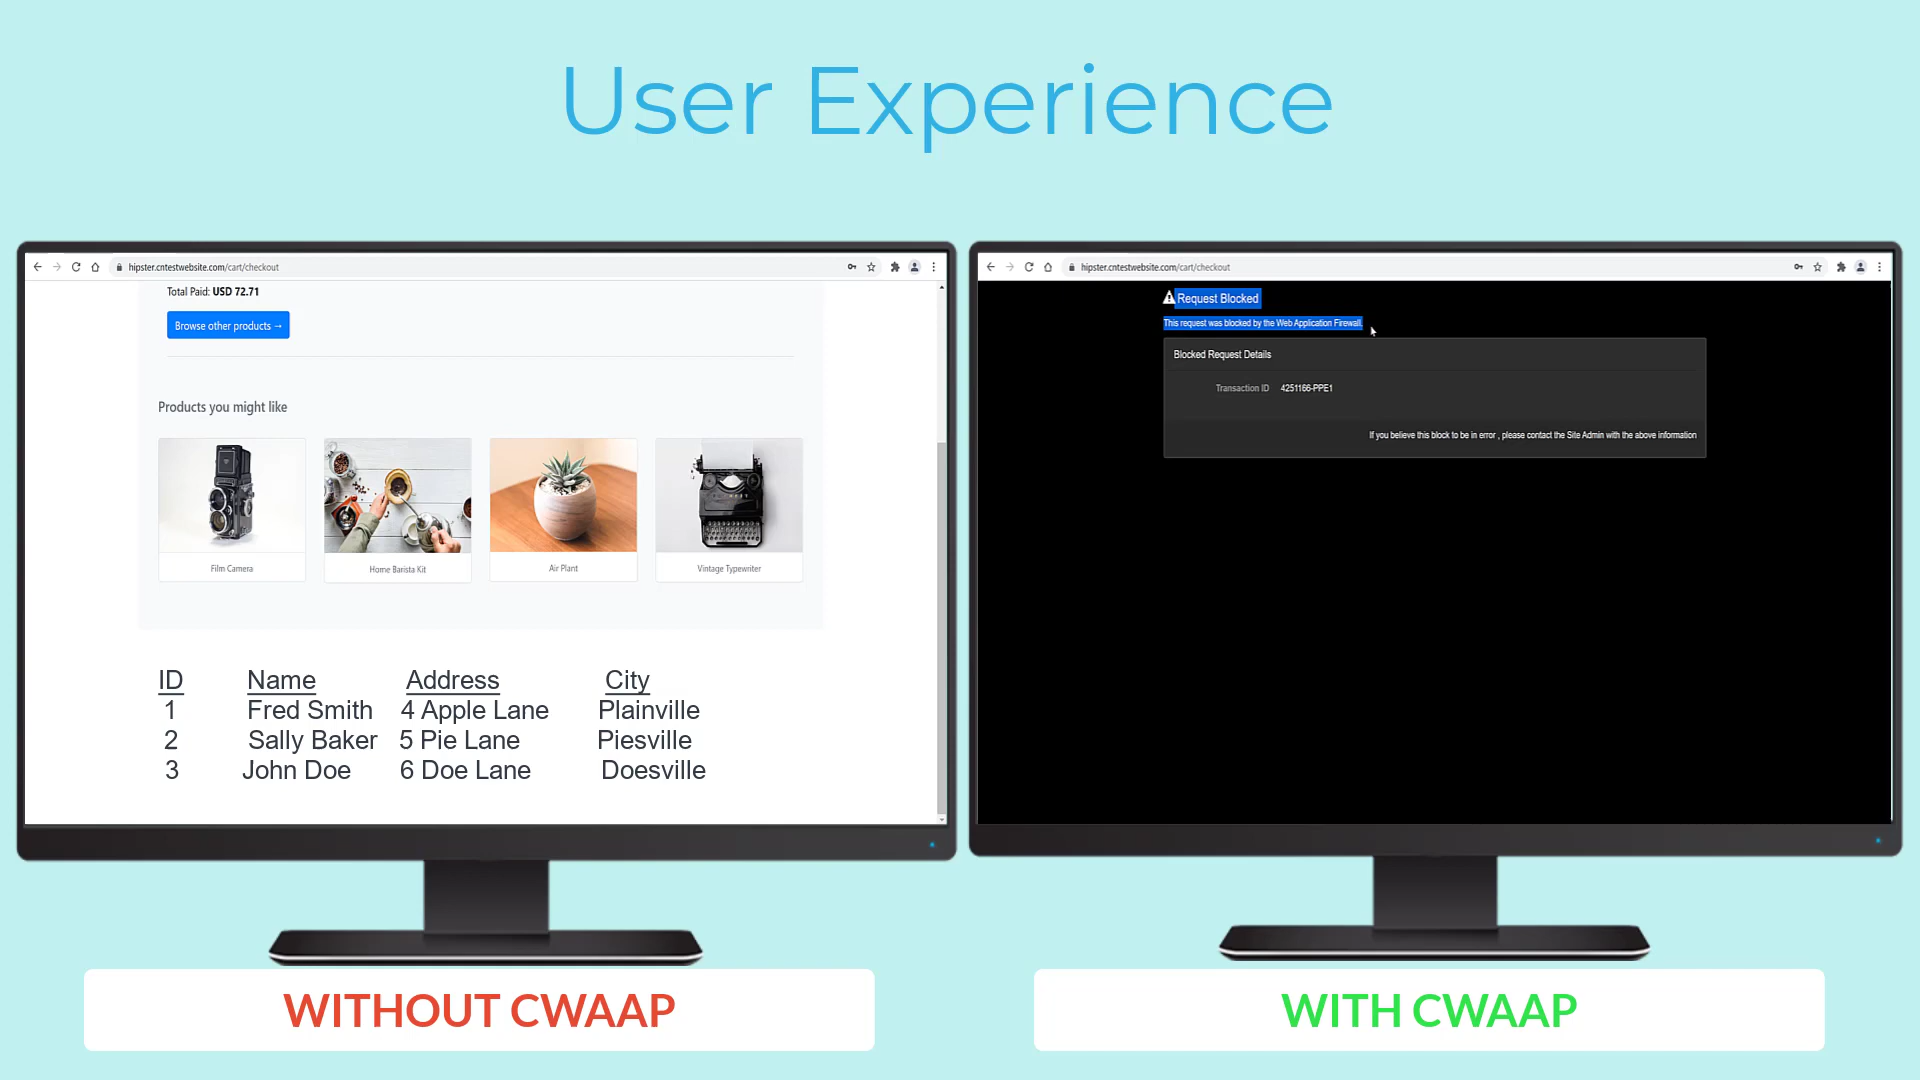 User Experience
hipster.cntestwebsite.com/cart/checkout
Total Paid: USD 72.71
Browse other products →
Products you might like
Film Camera
Home Barista Kit
Air Plant
Vintage Typewriter
ID Name Address City
1 Fred Smith 4 Apple Lane Plainville
2 Sally Baker 5 Pie Lane Piesville
3 John Doe 6 Doe Lane Doesville
WITHOUT CWAAP
hipster.cntestwebsite.com/cart/checkout
Request Blocked
This request was blocked by the Web Application Firewall.
Blocked Request Details
Transaction ID 4251166-PPE1
If you believe this block to be in error , please contact the Site Admin with the above information
WITH CWAAP